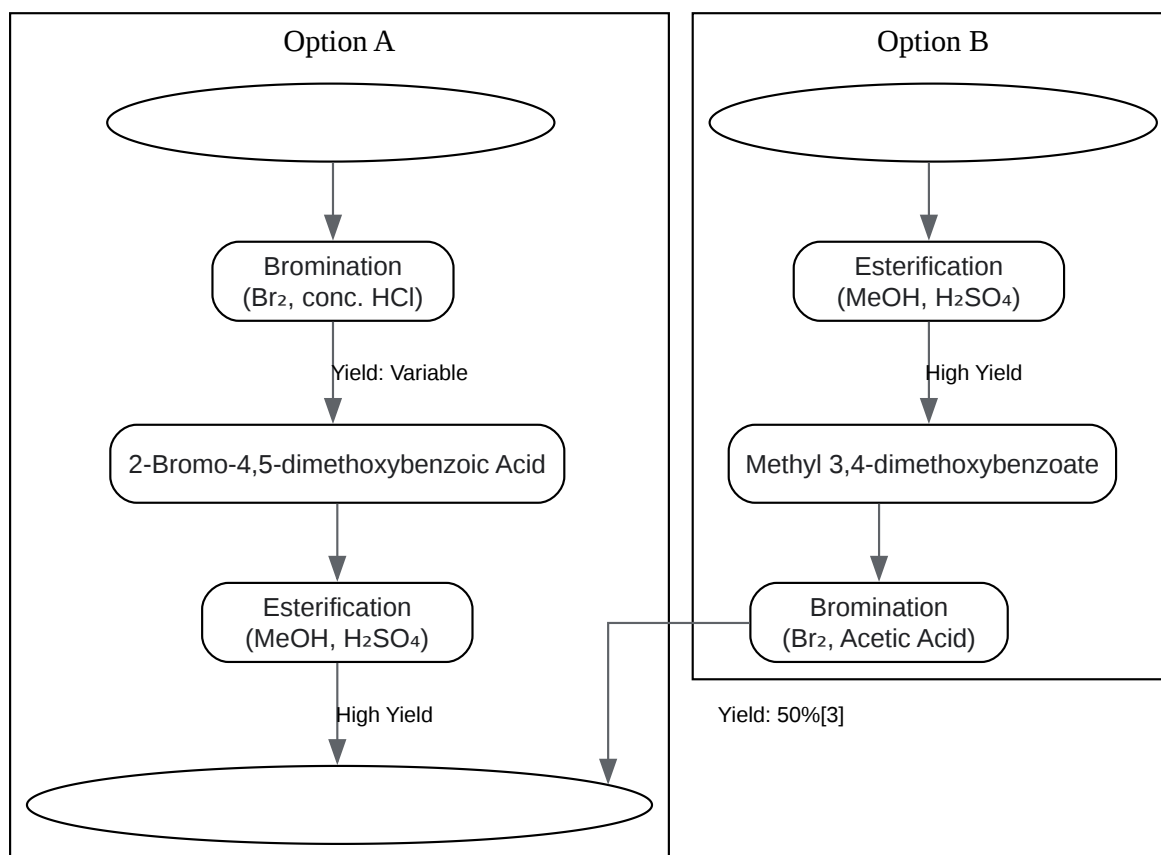 Option A
Bromination
(Br₂, conc. HCl)
Yield: Variable
2-Bromo-4,5-dimethoxybenzoic Acid
Esterification
(MeOH, H₂SO₄)
High Yield
Option B
Esterification
(MeOH, H₂SO₄)
High Yield
Methyl 3,4-dimethoxybenzoate
Bromination
(Br₂, Acetic Acid)
Yield: 50%[3]